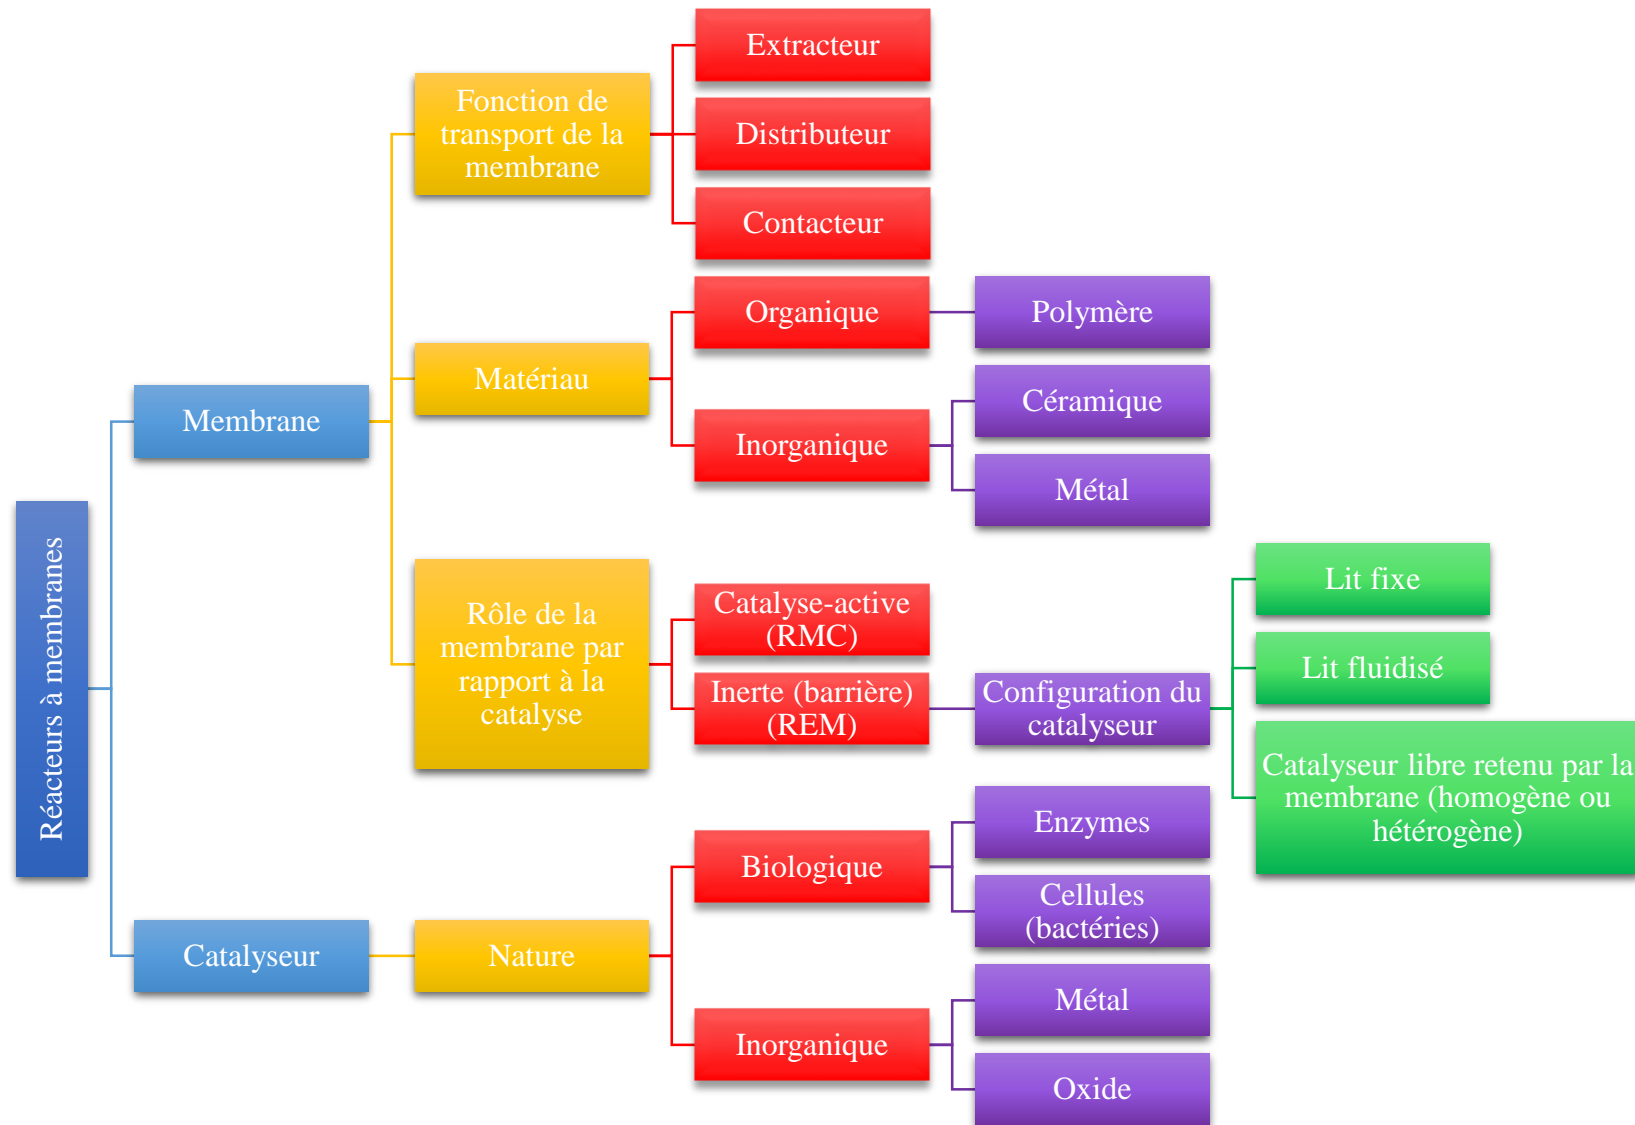 Réacteurs à membranes
Membrane
Fonction de
transport de la
membrane
Extracteur
Distributeur
Contacteur
Matériau
Organique
Polymère
Inorganique
Céramique
Métal
Rôle de la
membrane par
rapport à la
catalyse
Catalyse-active
(RMC)
Inerte (barrière)
(REM)
Configuration du
catalyseur
Lit fixe
Lit fluidisé
Catalyseur libre retenu par la
membrane (homogène ou
hétérogène)
Catalyseur
Nature
Biologique
Enzymes
Cellules
(bactéries)
Inorganique
Métal
Oxide